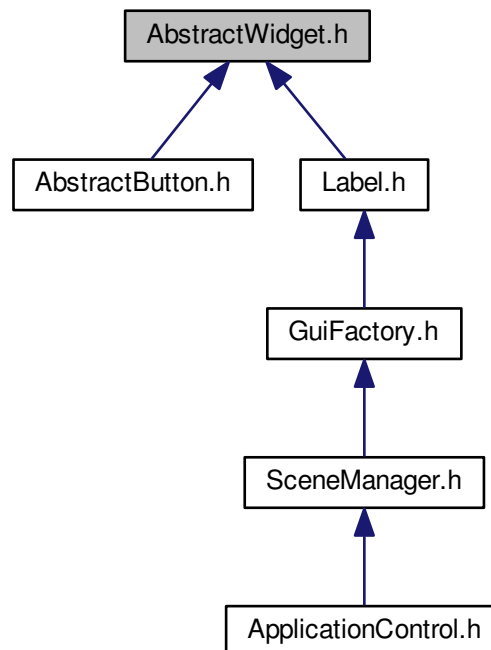 AbstractWidget.h
AbstractButton.h
Label.h
GuiFactory.h
SceneManager.h
ApplicationControl.h